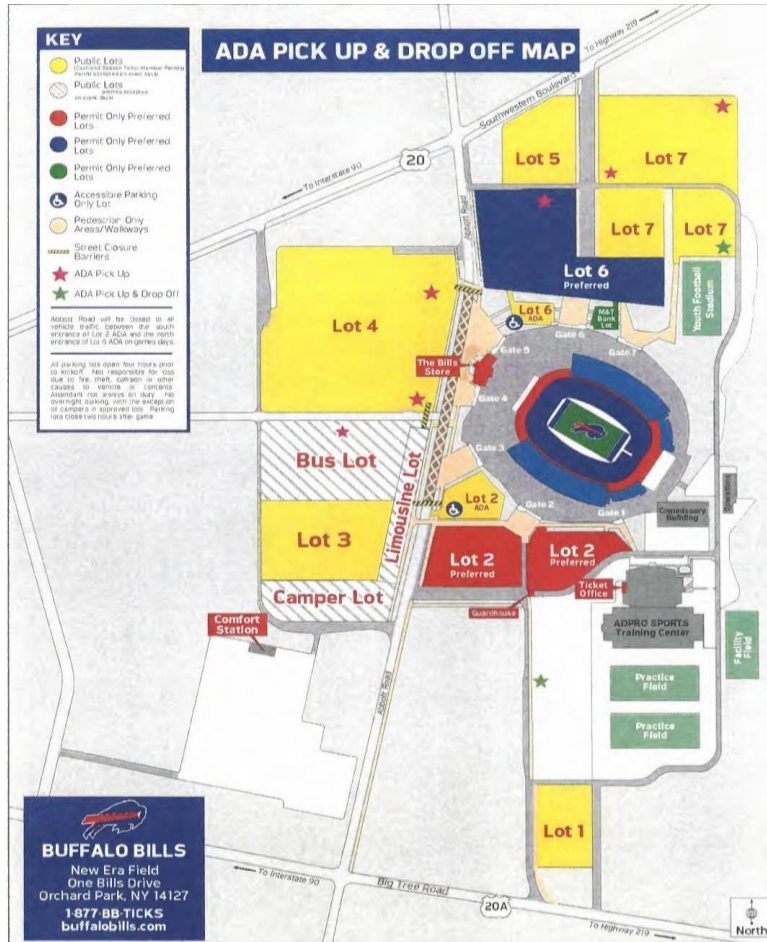 KEY
Public Lots
Public Lots
Permit Only Preferred
Lots
Permit Only Preferred
Lots
Permit Only Preferred
Lots
Accessible Parking
Only Lot
Pedestrian Only
Areas/Walkways
Street Closure
Barriers
ADA Pick Up
ADA Pick Up & Drop Off
Abbott Road will be closed to all
vehicle traffic between the south
entrance of Lot 2 ADA and the north
entrance of Lot 6 ADA on games days.
All parking lots open four hours prior
to kickoff. Not responsible for loss
due to fire, theft, collision or other
causes to vehicle or contents.
Attendant not always on duty. No
overnight parking, with the exception
of campers in approved lots. Parking
lots close two hours after game.
ADA PICK UP & DROP OFF MAP
To Highway 219
Southwestern Boulevard
20
To Interstate 90
Abbott Road
Lot 5
Lot 7
Lot 7
Lot 7
Lot 6
Preferred
Youth Football
Stadium
Lot 6
ADA
M&T
Bank
Lot
Gate 5
Gate 6
Gate 7
Lot 4
The Bills
Store
Gate 4
Gate 3
Bus Lot
Limousine Lot
Lot 2
ADA
Gate 2
Gate 1
Commissary
Building
Lot 3
Lot 2
Preferred
Lot 2
Preferred
Ticket
Office
Camper Lot
Guardhouse
Comfort
Station
ADPRO SPORTS
Training Center
Facility
Field
Practice
Field
Practice
Field
Abbott Road
Lot 1
BUFFALO BILLS
New Era Field
One Bills Drive
Orchard Park, NY 14127
1-877-BB-TICKS
buffalobills.com
To Interstate 90
Big Tree Road
20A
To Highway 219
North